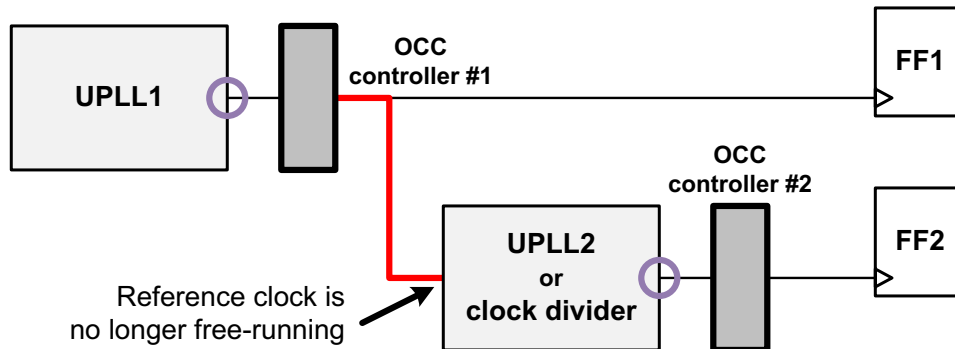 UPLL1
OCC
controller #1
FF1
OCC
controller #2
UPLL2
or
clock divider
FF2
Reference clock is
no longer free-running